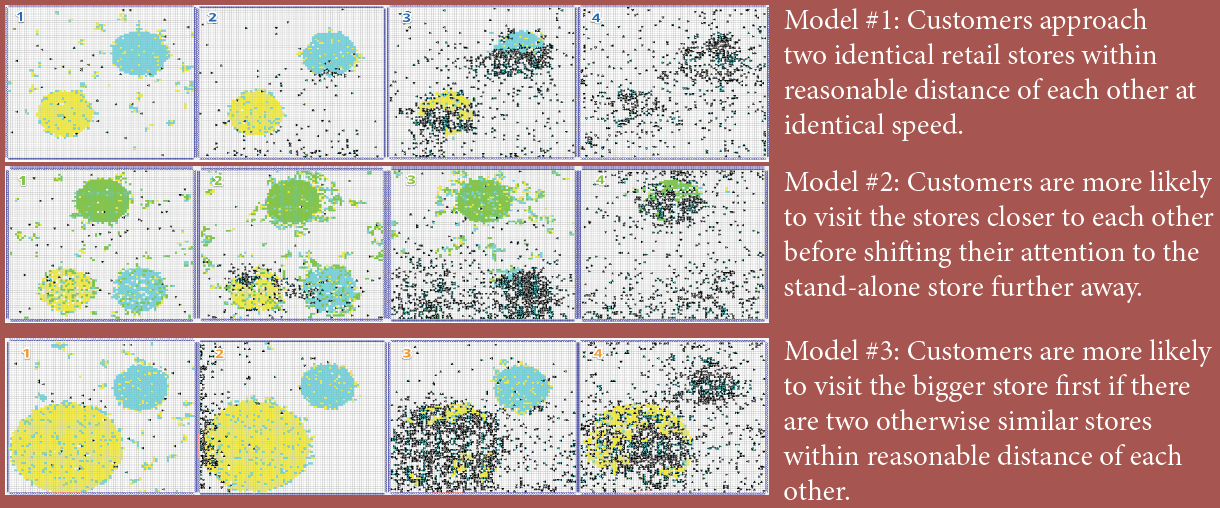 1 2 3 4
Model #1: Customers approach
two identical retail stores within
reasonable distance of each other at
identical speed.
1 2 3 4
Model #2: Customers are more likely
to visit the stores closer to each other
before shifting their attention to the
stand-alone store further away.
1 2 3 4
Model #3: Customers are more likely
to visit the bigger store first if there
are two otherwise similar stores
within reasonable distance of each
other.